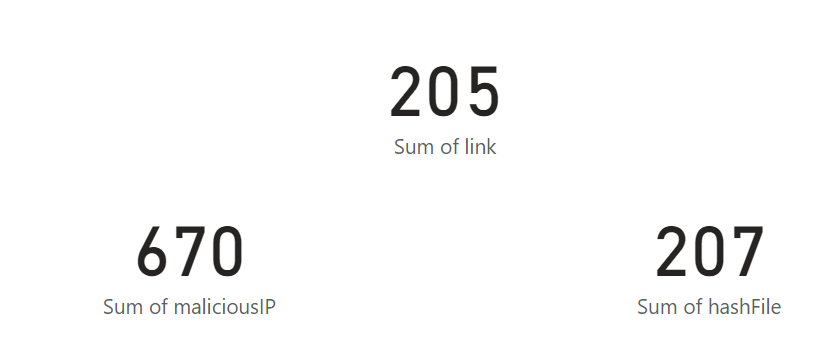 205
Sum of link
670
Sum of maliciousIP
207
Sum of hashFile